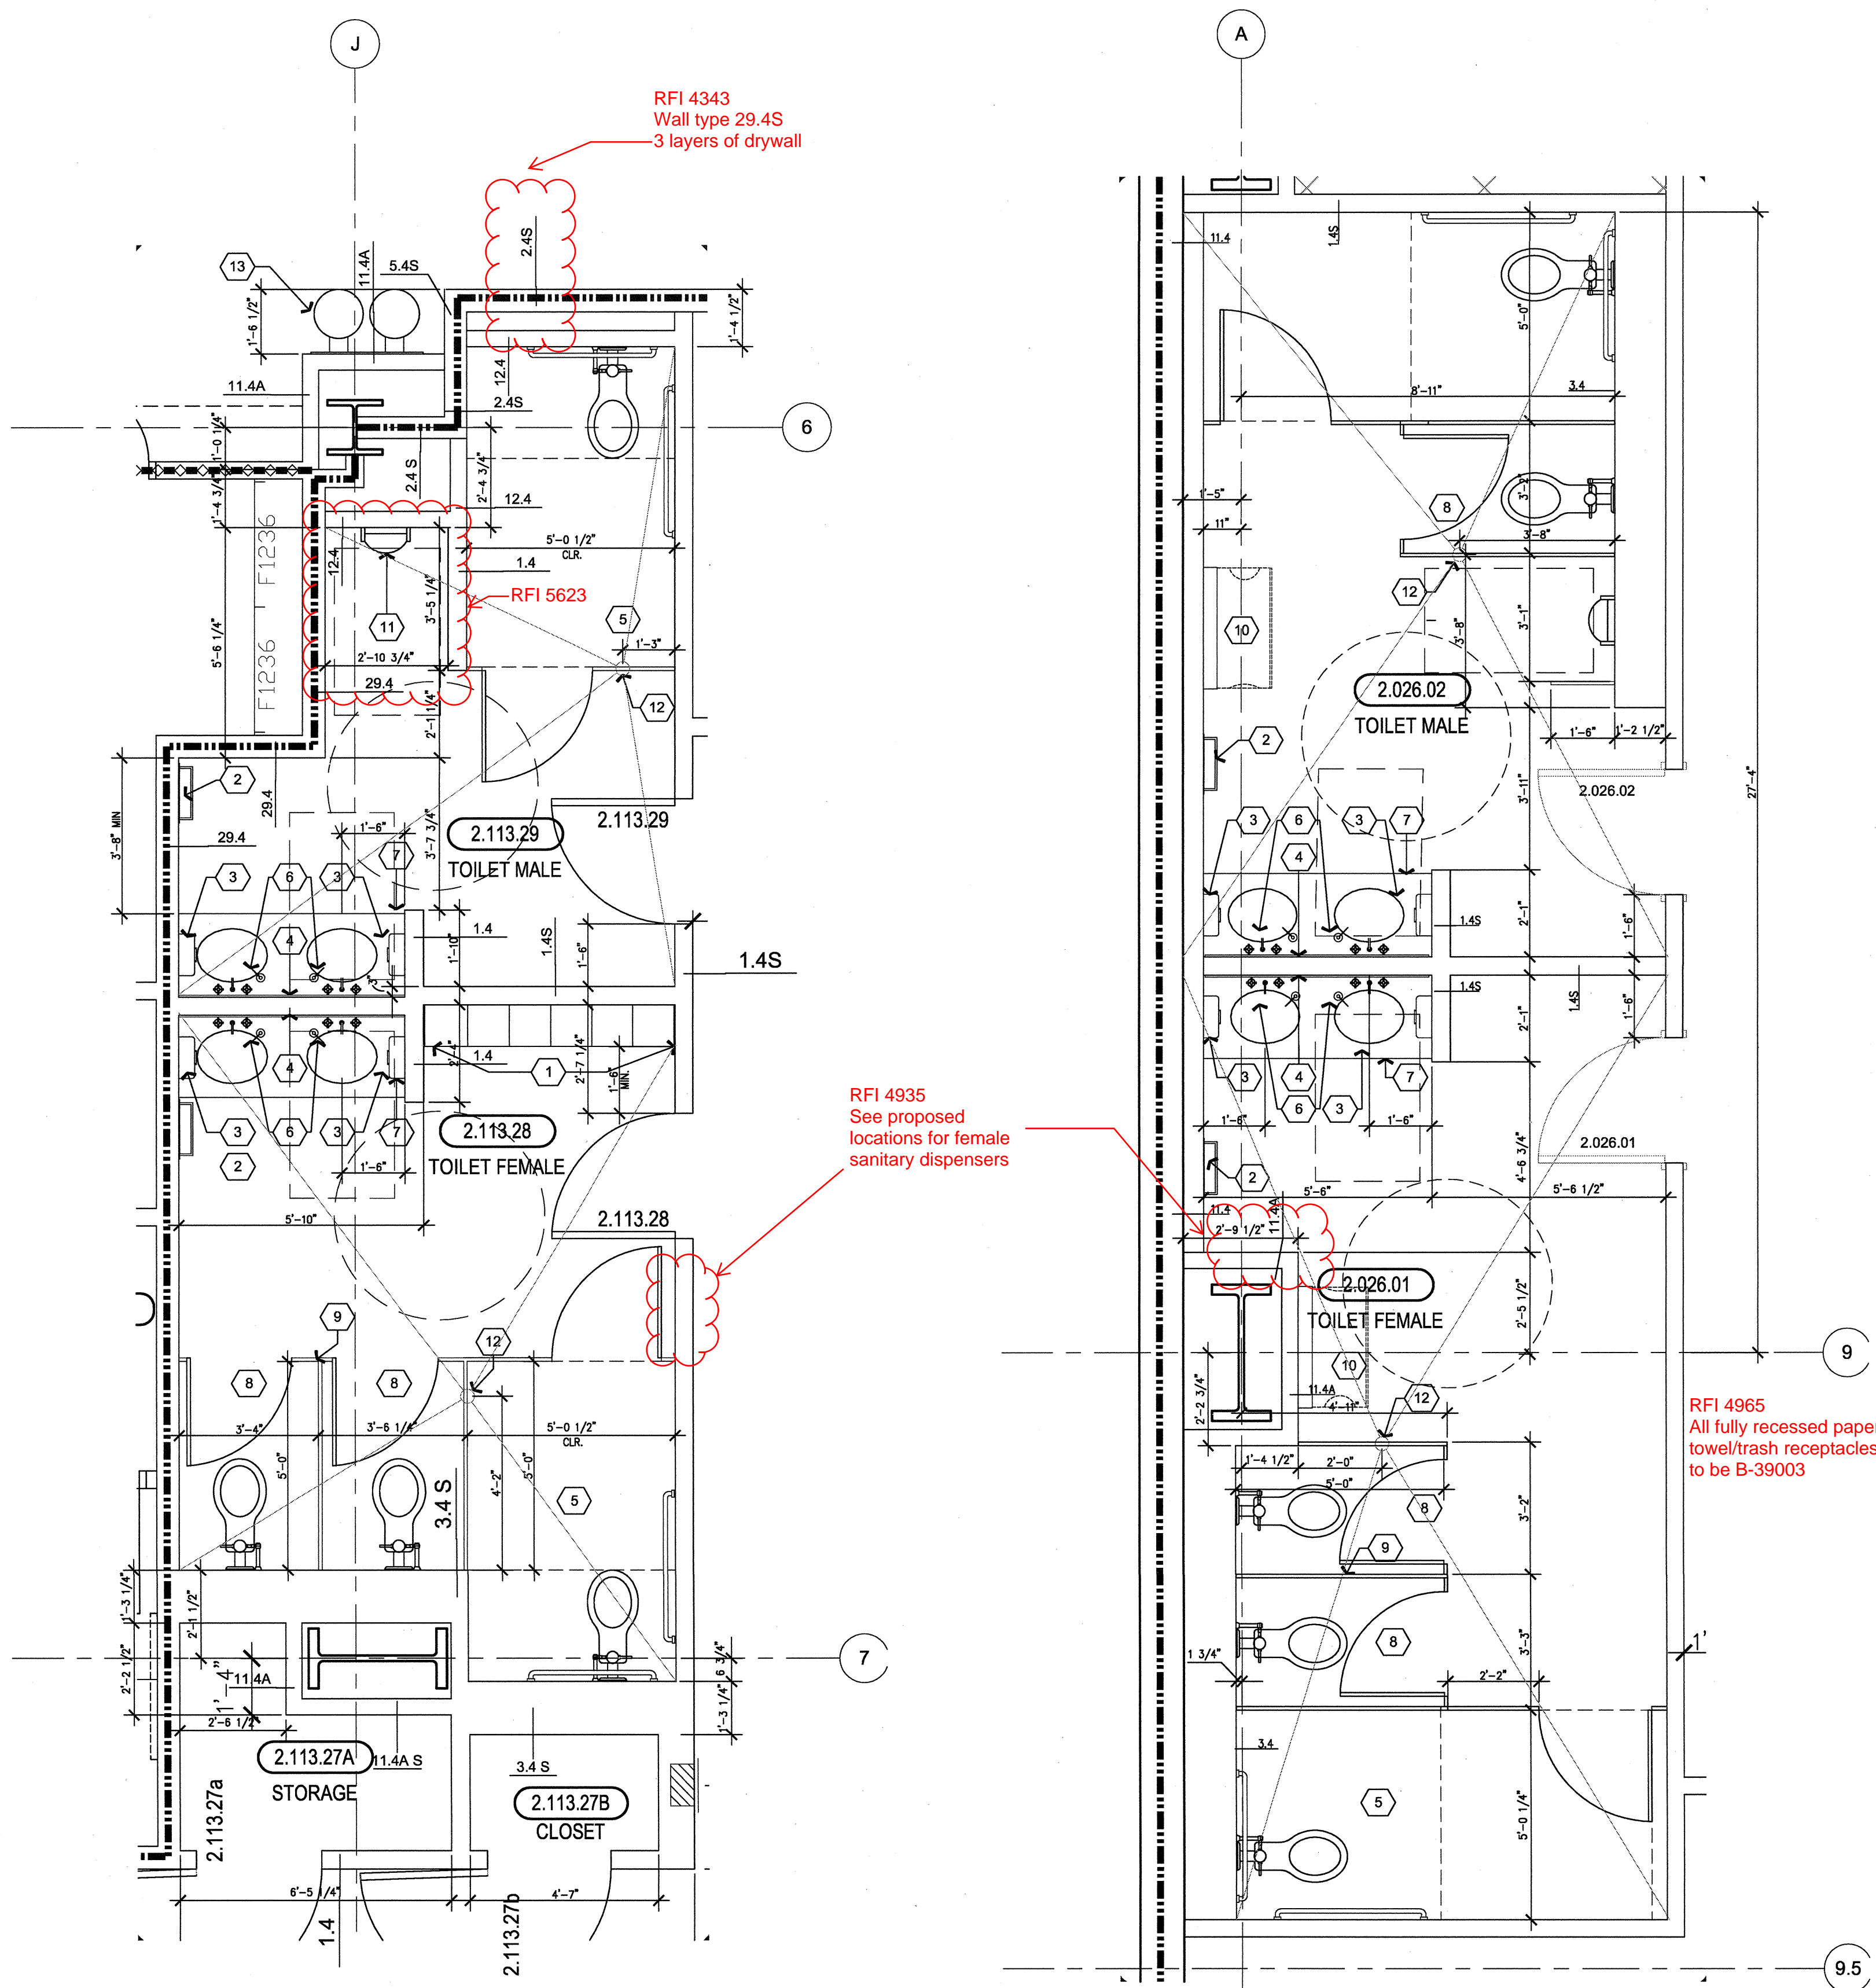 J
A
RFI 4343
Wall type 29.4S
3 layers of drywall
13
11.4A
5.4S
2.4S
1'-6 1/2"
1'-4 1/2"
11.4A
12.4
2.4S
6
1'-0 1/4"
1'-4 3/4"
2.4 S
2'-4 3/4"
12.4
F1236
F1236
12.4
5'-0 1/2"
CLR.
1.4
3'-5 1/4"
RFI 5623
11
5
1'-3"
5'-6 1/4"
2'-10 3/4"
29.4
2'-1 1/4"
12
2
29.4
29.4
3'-8" MIN
1'-6"
3'-7 3/4"
2.113.29
TOILET MALE
2.113.29
7
3
6
3
4
1.4
1'-10"
1.4S
1'-6"
1.4S
3"
4
1.4
2'-4"
1
2'-7 1/4"
1'-6"
MIN.
3
6
3
7
2
2.113.28
TOILET FEMALE
1'-6"
5'-10"
2.113.28
RFI 4935
See proposed
locations for female
sanitary dispensers
9
12
8
8
3'-4"
3'-6 1/4"
5'-0 1/2"
CLR.
5'-0"
4'-2"
5'-0"
3.4 S
5
1'-3 1/4"
2'-1 1/2"
2'-2 1/2"
1'-4"
11.4A
7
6 3/4"
1'-3 1/4"
2'-6 1/2"
2.113.27A
STORAGE
11.4A S
3.4 S
2.113.27B
CLOSET
2.113.27a
6'-5 1/4"
4'-7"
1.4
2.113.27b
11.4
1.4S
5'-0"
8'-11"
3.4
1'-5"
11"
8
3'-2"
3'-8"
12
10
3'-8"
3'-1"
2.026.02
TOILET MALE
2
1'-6"
1'-2 1/2"
27'-4"
2.026.02
3'-11"
3
6
3
7
4
1.4S
2'-1"
1'-6"
1.4S
1.4S
2'-1"
1'-6"
3
4
7
6
3
1'-6"
1'-6"
2.026.01
4'-6 3/4"
2
5'-6"
5'-6 1/2"
11.4
11.4A
2'-9 1/2"
2.026.01
TOILET FEMALE
2'-5 1/2"
10
9
11.4A
4'-11"
12
2'-2 3/4"
RFI 4965
All fully recessed paper
towel/trash receptacles
to be B-39003
1'-4 1/2"
2'-0"
5'-0"
8
3'-2"
9
8
3'-3"
1 3/4"
2'-2"
1'
3.4
5
5'-0 1/4"
9.5